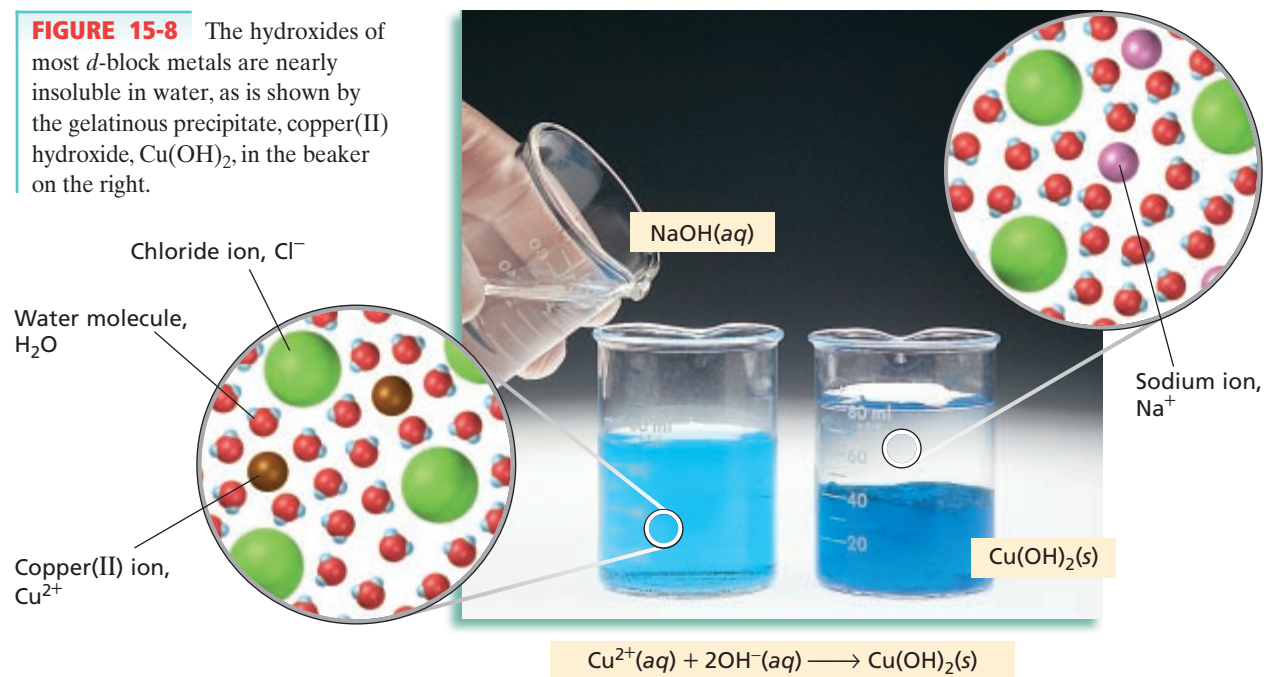 FIGURE 15-8 The hydroxides of
most d-block metals are nearly
insoluble in water, as is shown by
the gelatinous precipitate, copper(II)
hydroxide, Cu(OH)₂, in the beaker
on the right.
NaOH(aq)
Chloride ion, Cl⁻
Water molecule,
H₂O
Sodium ion,
Na⁺
80 ml
60
40
20
Copper(II) ion,
Cu²⁺
Cu(OH)₂(s)
Cu²⁺(aq) + 2OH⁻(aq) ⟶ Cu(OH)₂(s)